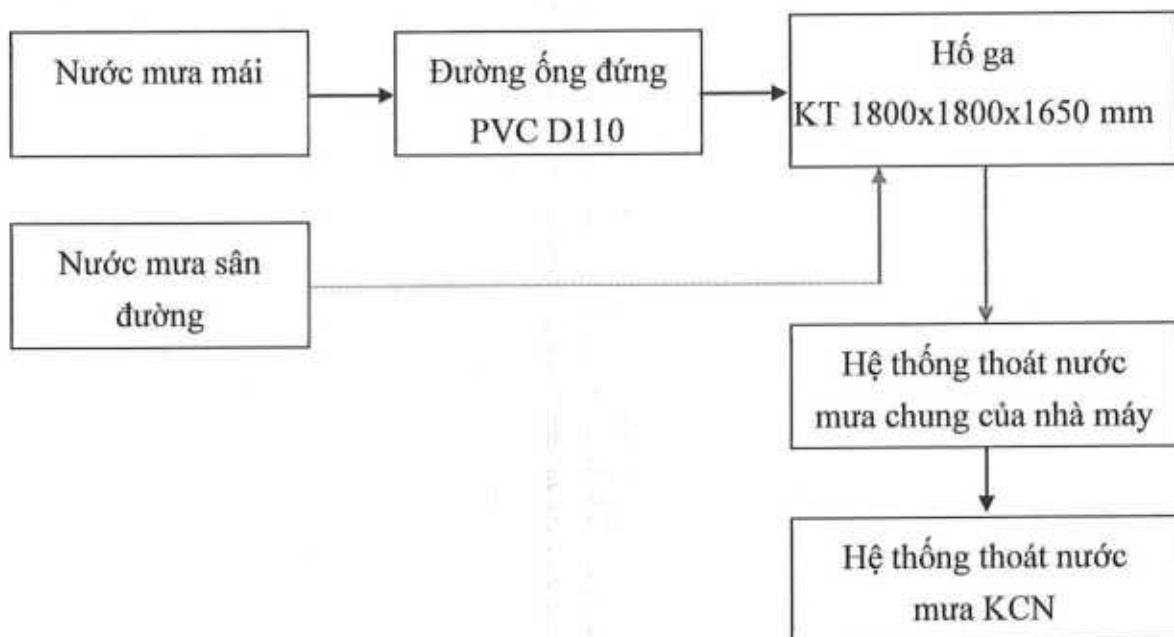 Nước mưa mái
Đường ống đứng
PVC D110
Hố ga
KT 1800x1800x1650 mm
Nước mưa sân
đường
Hệ thống thoát nước
mưa chung của nhà máy
Hệ thống thoát nước
mưa KCN